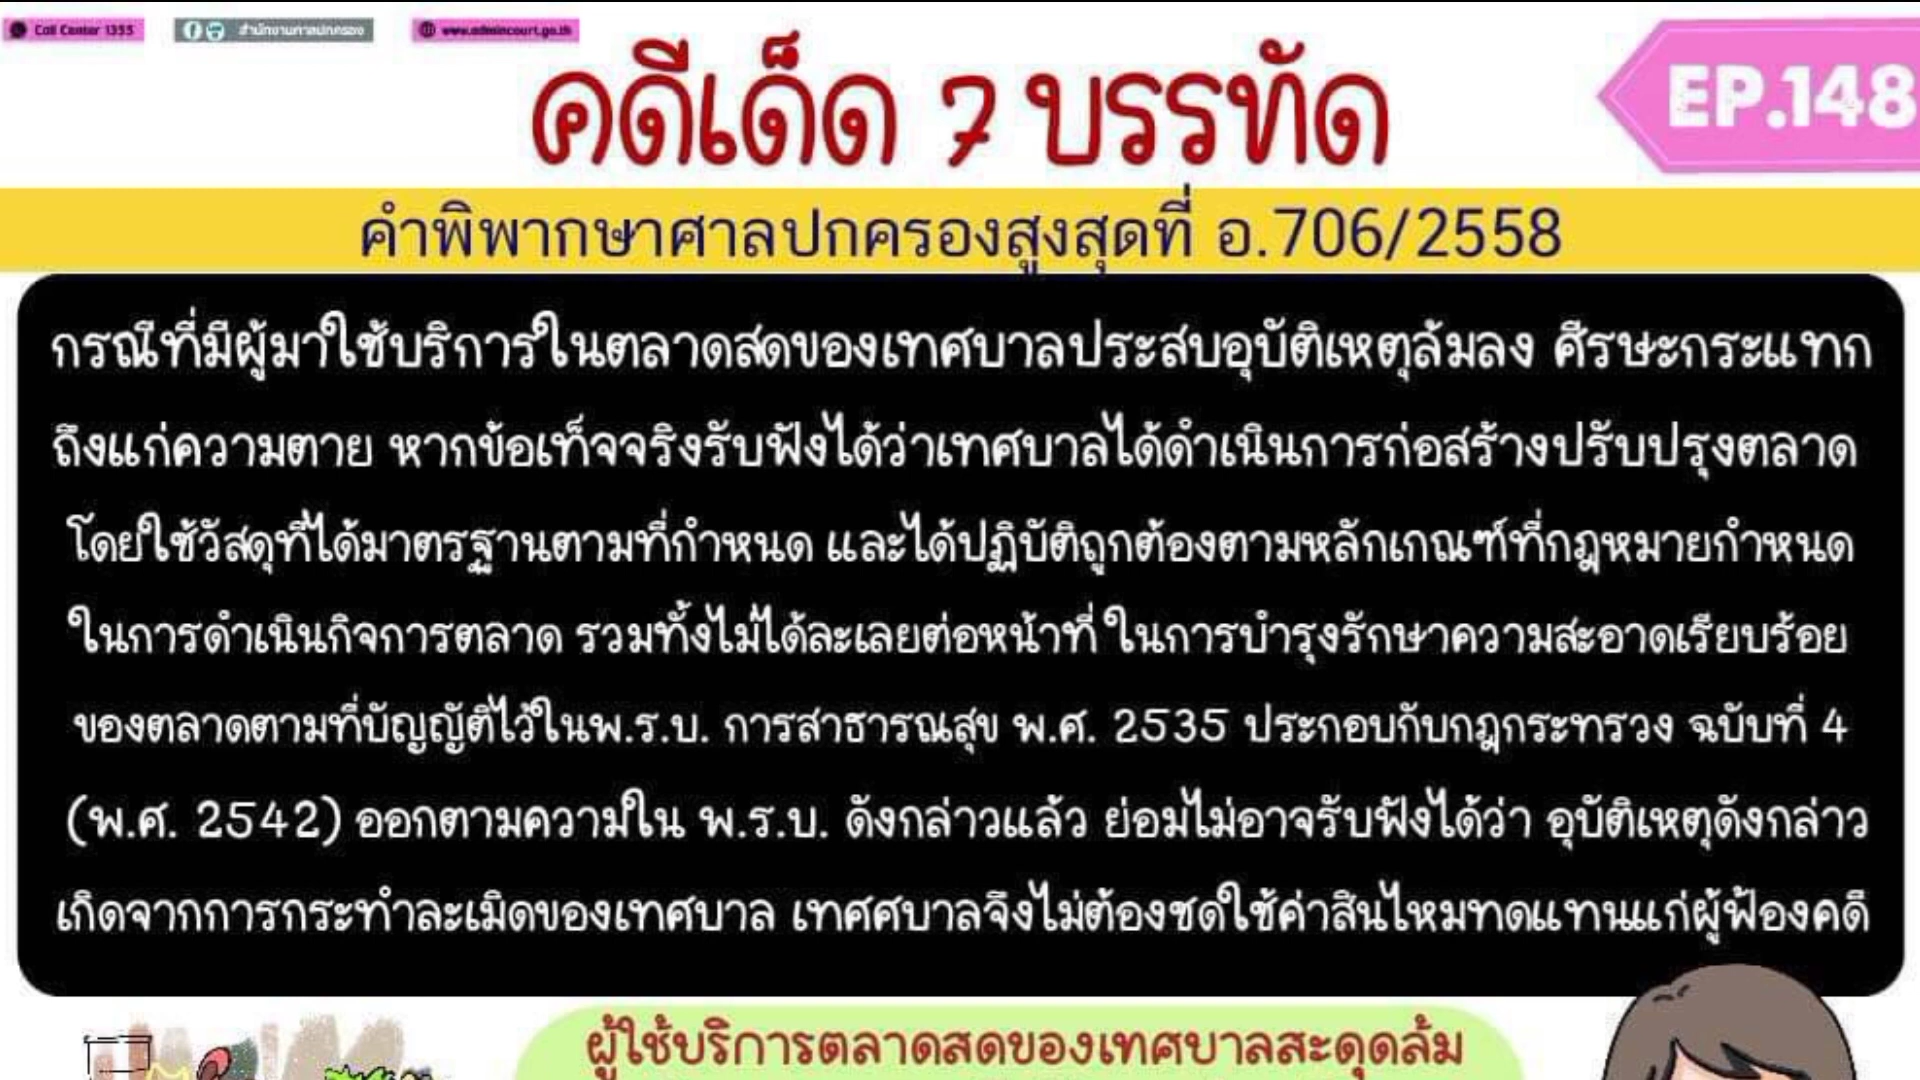 Call Center 1355
สำนักงานศาลปกครอง
www.admincourt.go.th
คดีเด็ด 7 บรรทัด
EP.148
คำพิพากษาศาลปกครองสูงสุดที่ อ.706/2558
กรณีที่มีผู้มาใช้บริการในตลาดสดของเทศบาลประสบอุบัติเหตุล้มลง ศีรษะกระแทก
ถึงแก่ความตาย หากข้อเท็จจริงรับฟังได้ว่าเทศบาลได้ดำเนินการก่อสร้างปรับปรุงตลาด
โดยใช้วัสดุที่ได้มาตรฐานตามที่กำหนด และได้ปฏิบัติถูกต้องตามหลักเกณฑ์ที่กฎหมายกำหนด
ในการดำเนินกิจการตลาด รวมทั้งไม่ได้ละเลยต่อหน้าที่ ในการบำรุงรักษาความสะอาดเรียบร้อย
ของตลาดตามที่บัญญัติไว้ในพ.ร.บ. การสาธารณสุข พ.ศ. 2535 ประกอบกับกฎกระทรวง ฉบับที่ 4
(พ.ศ. 2542) ออกตามความใน พ.ร.บ. ดังกล่าวแล้ว ย่อมไม่อาจรับฟังได้ว่า อุบัติเหตุดังกล่าว
เกิดจากการกระทำละเมิดของเทศบาล เทศศบาลจึงไม่ต้องชดใช้ค่าสินไหมทดแทนแก่ผู้ฟ้องคดี
ผู้ใช้บริการตลาดสดของเทศบาลสะดุดล้ม